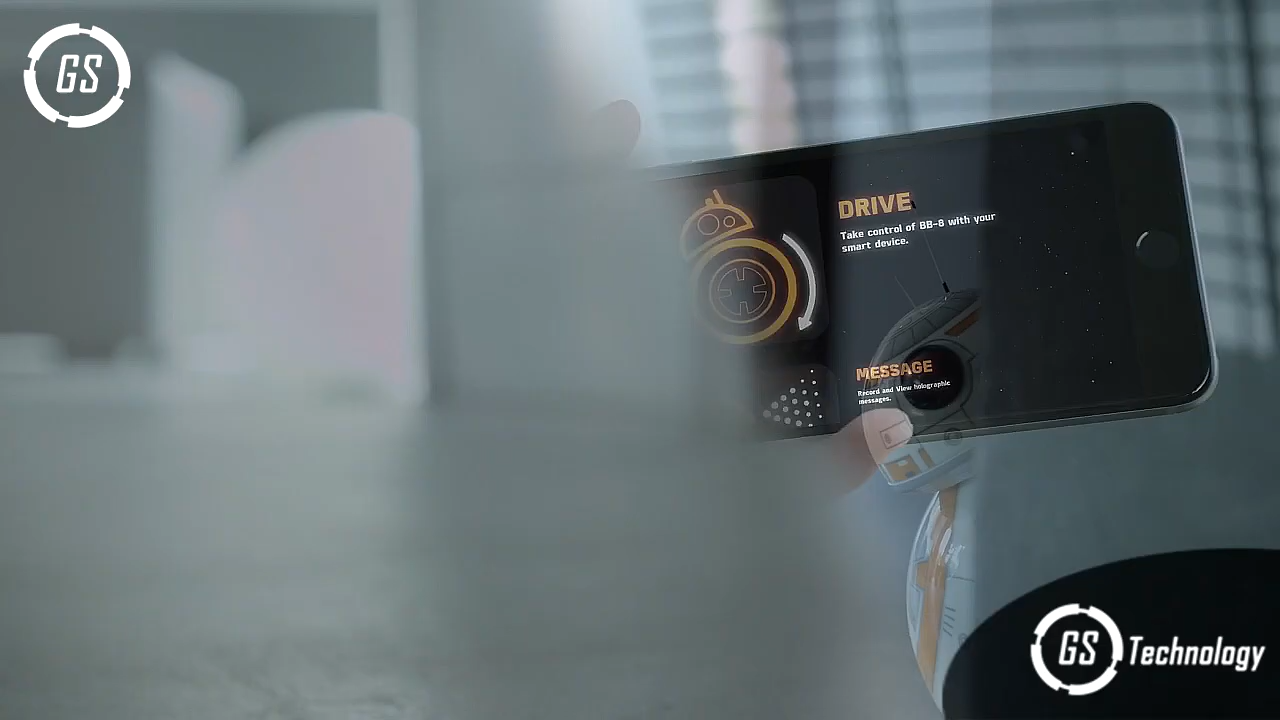 GS
DRIVE
Take control of BB-8 with your
smart device.
MESSAGE
Record and View holographic
messages.
GS Technology